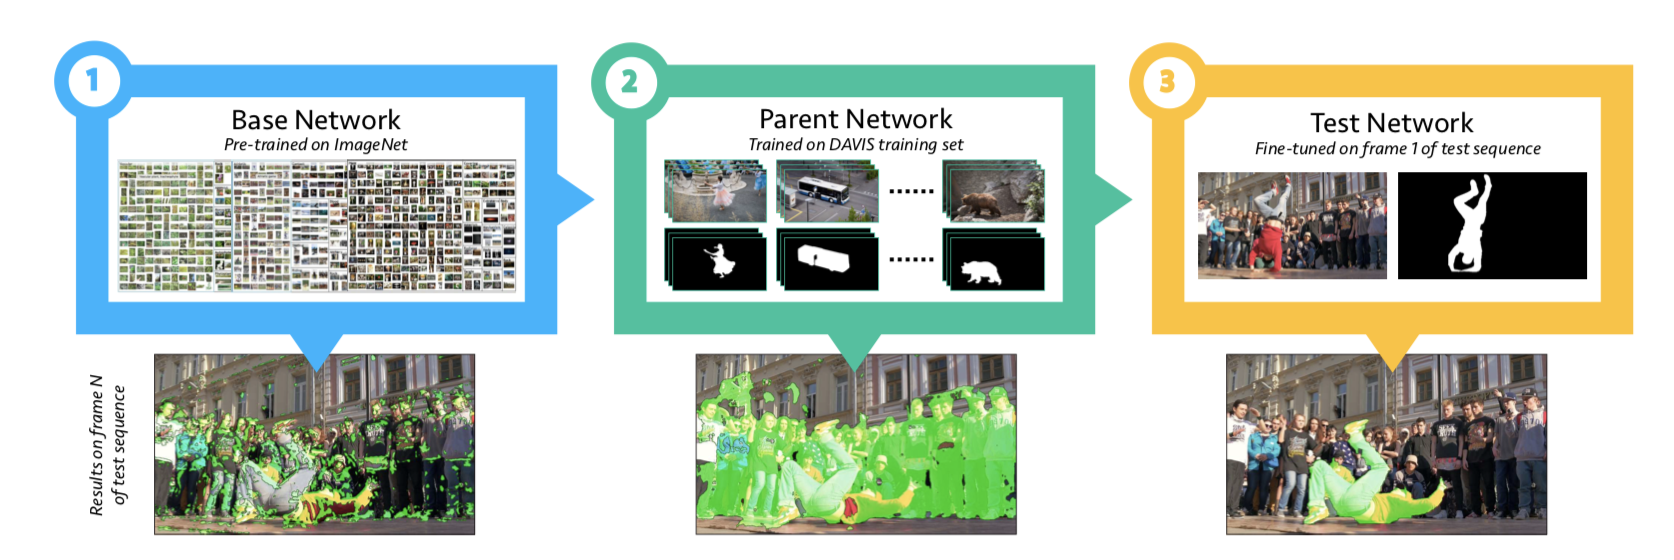 1
Base Network
Pre-trained on ImageNet
2
Parent Network
Trained on DAVIS training set
......
......
3
Test Network
Fine-tuned on frame 1 of test sequence
Results on frame N
of test sequence